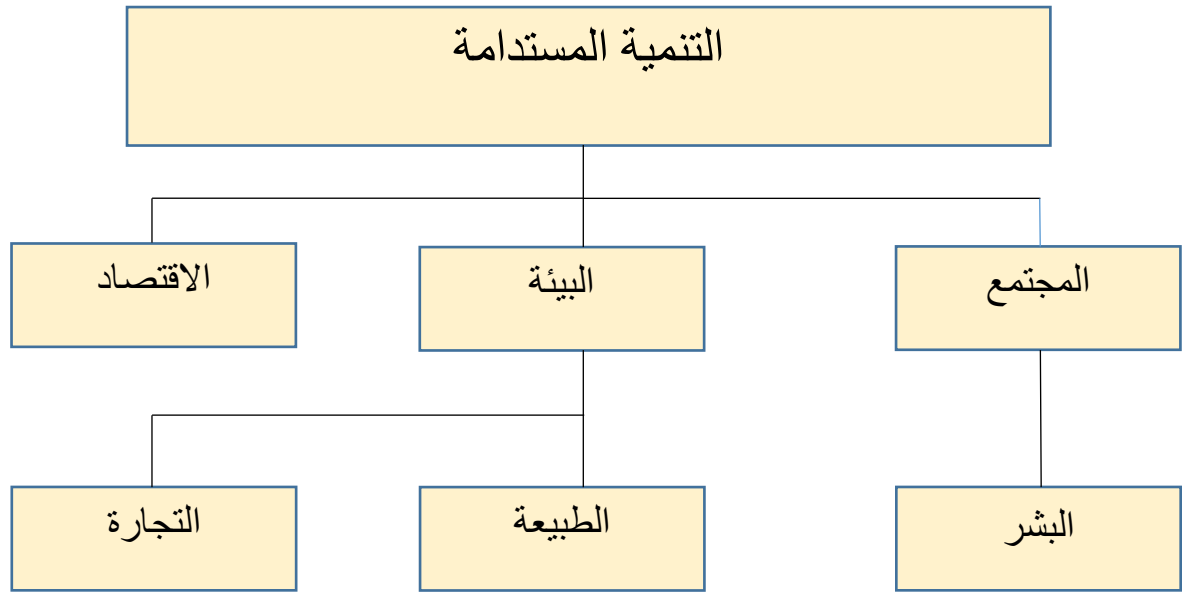 التنمية المستدامة
المجتمع
البيئة
الاقتصاد
البشر
الطبيعة
التجارة